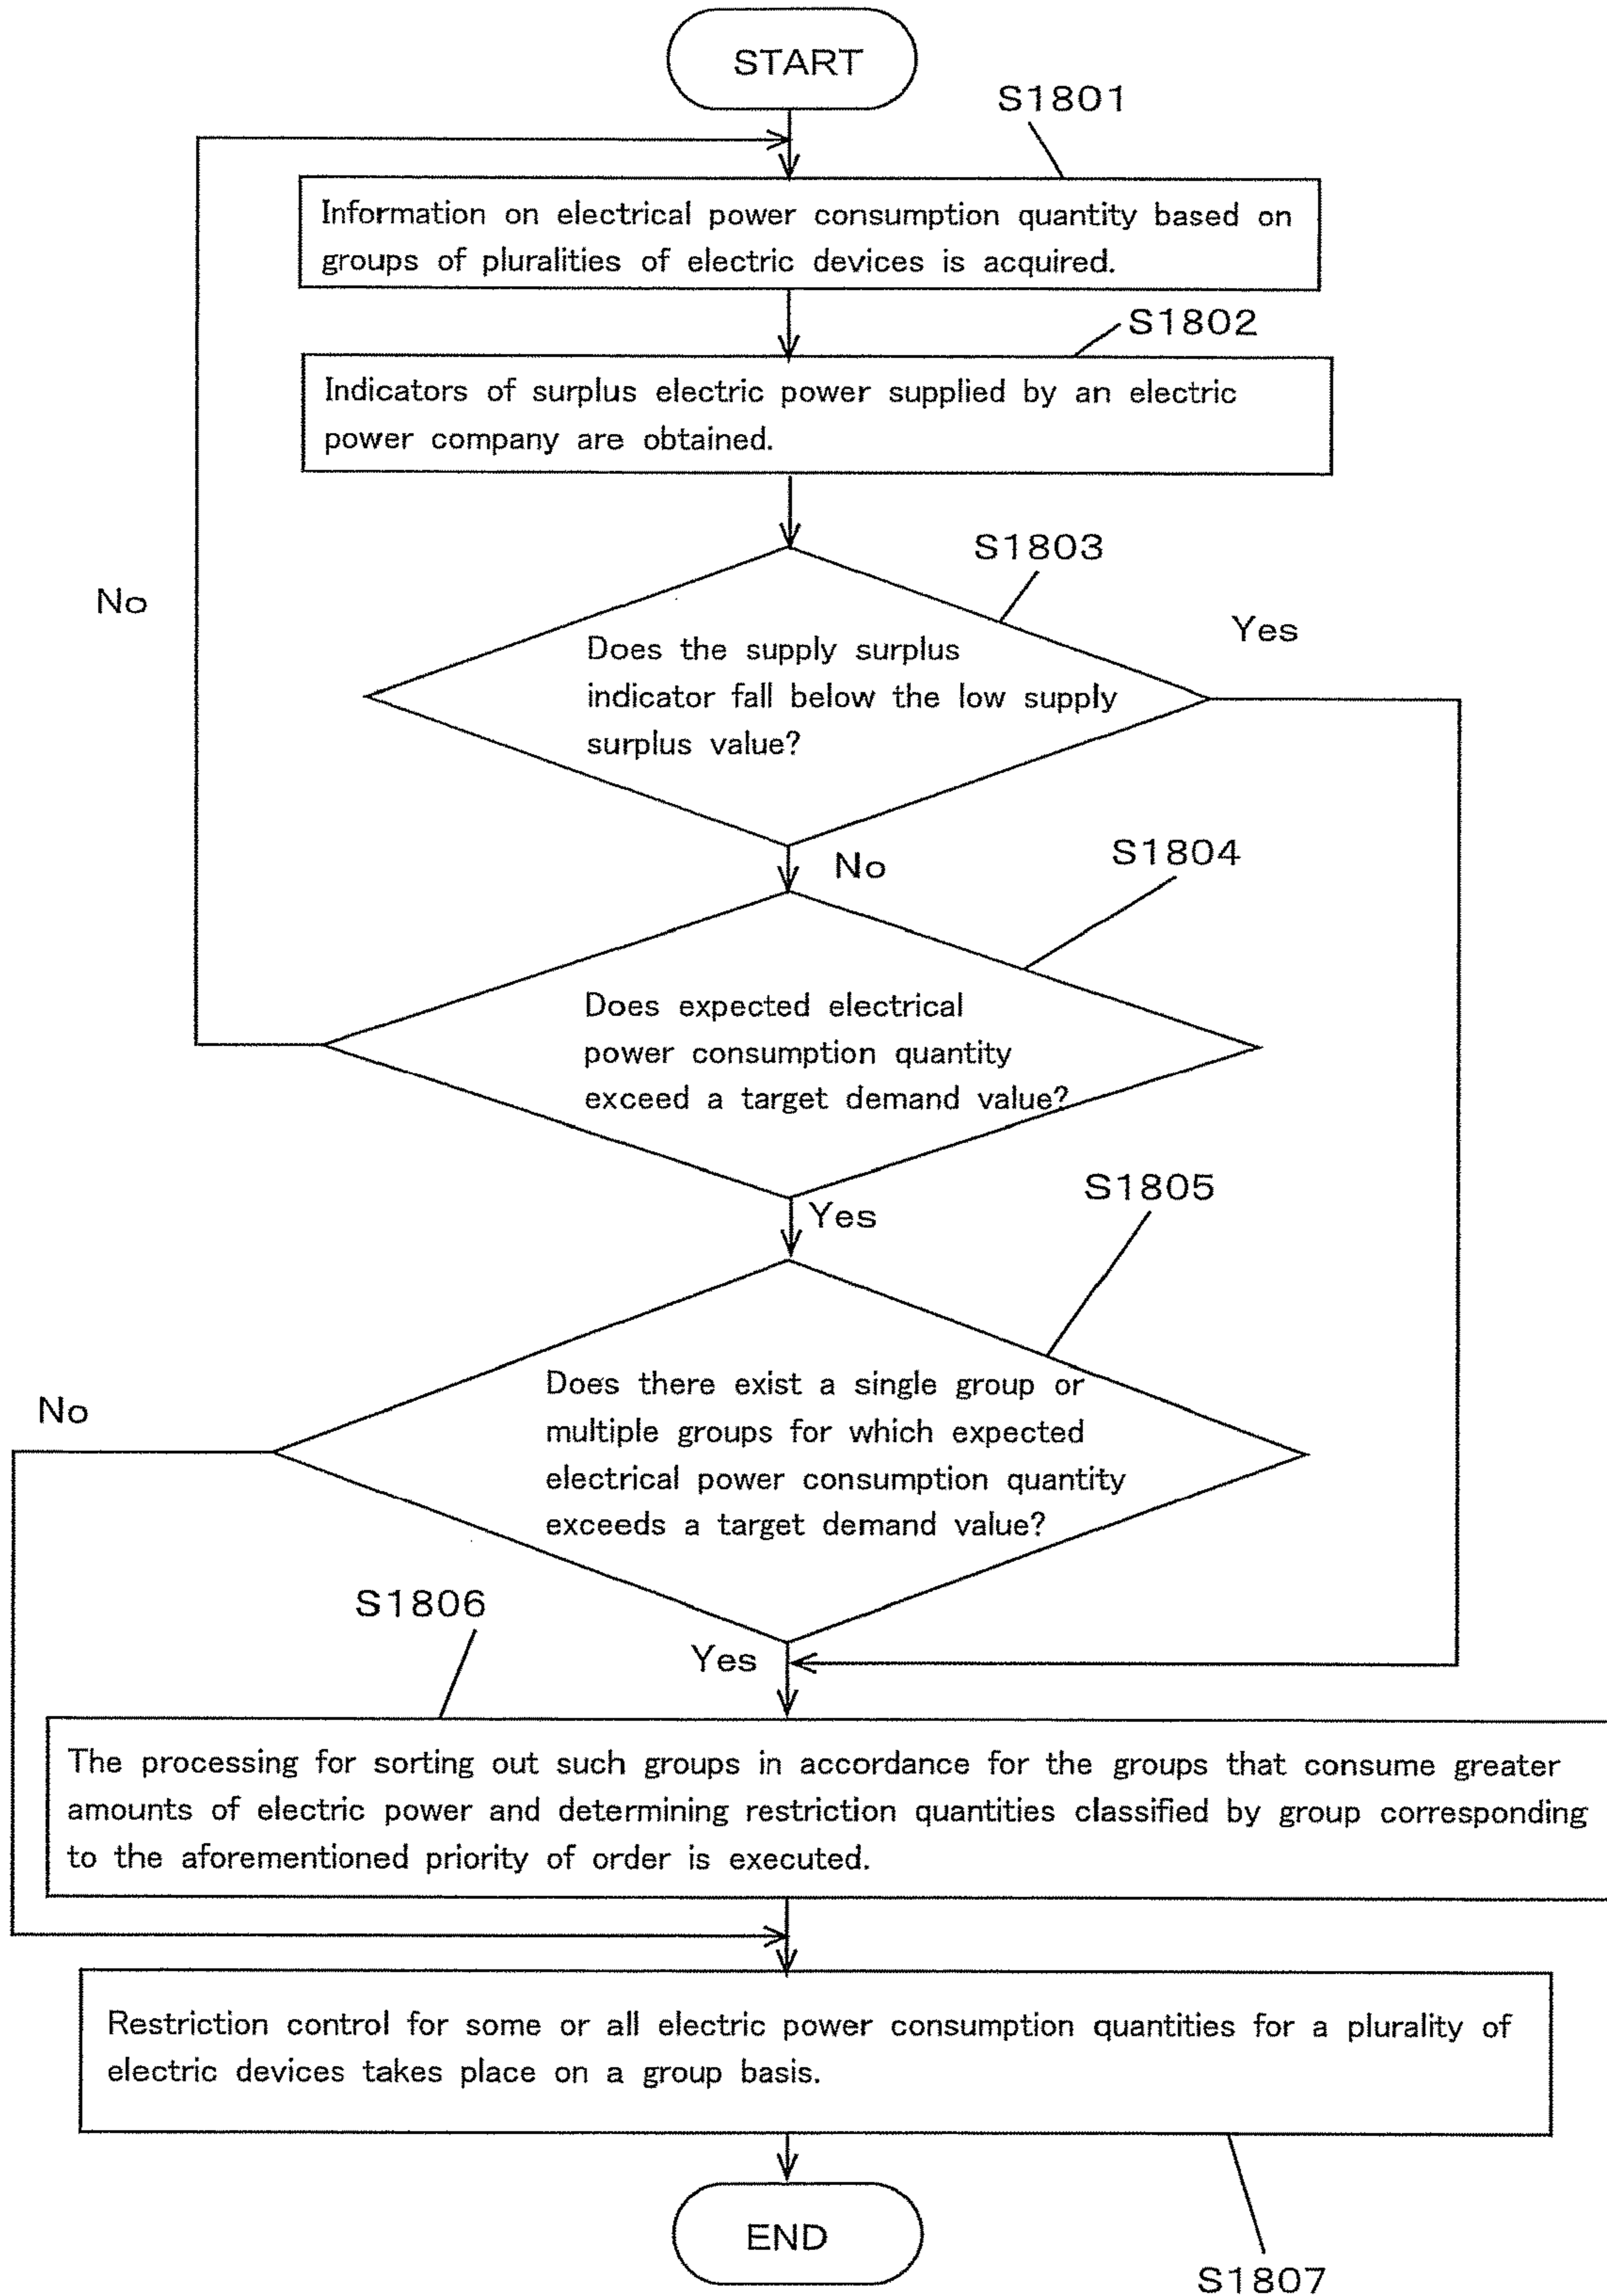 START
S1801
Information on electrical power consumption quantity based on
groups of pluralities of electric devices is acquired.
S1802
Indicators of surplus electric power supplied by an electric
power company are obtained.
S1803
No
Yes
Does the supply surplus
indicator fall below the low supply
surplus value?
No
S1804
Does expected electrical
power consumption quantity
exceed a target demand value?
S1805
Yes
Does there exist a single group or
multiple groups for which expected
electrical power consumption quantity
exceeds a target demand value?
No
S1806
Yes
The processing for sorting out such groups in accordance for the groups that consume greater
amounts of electric power and determining restriction quantities classified by group corresponding
to the aforementioned priority of order is executed.
Restriction control for some or all electric power consumption quantities for a plurality of
electric devices takes place on a group basis.
END
S1807